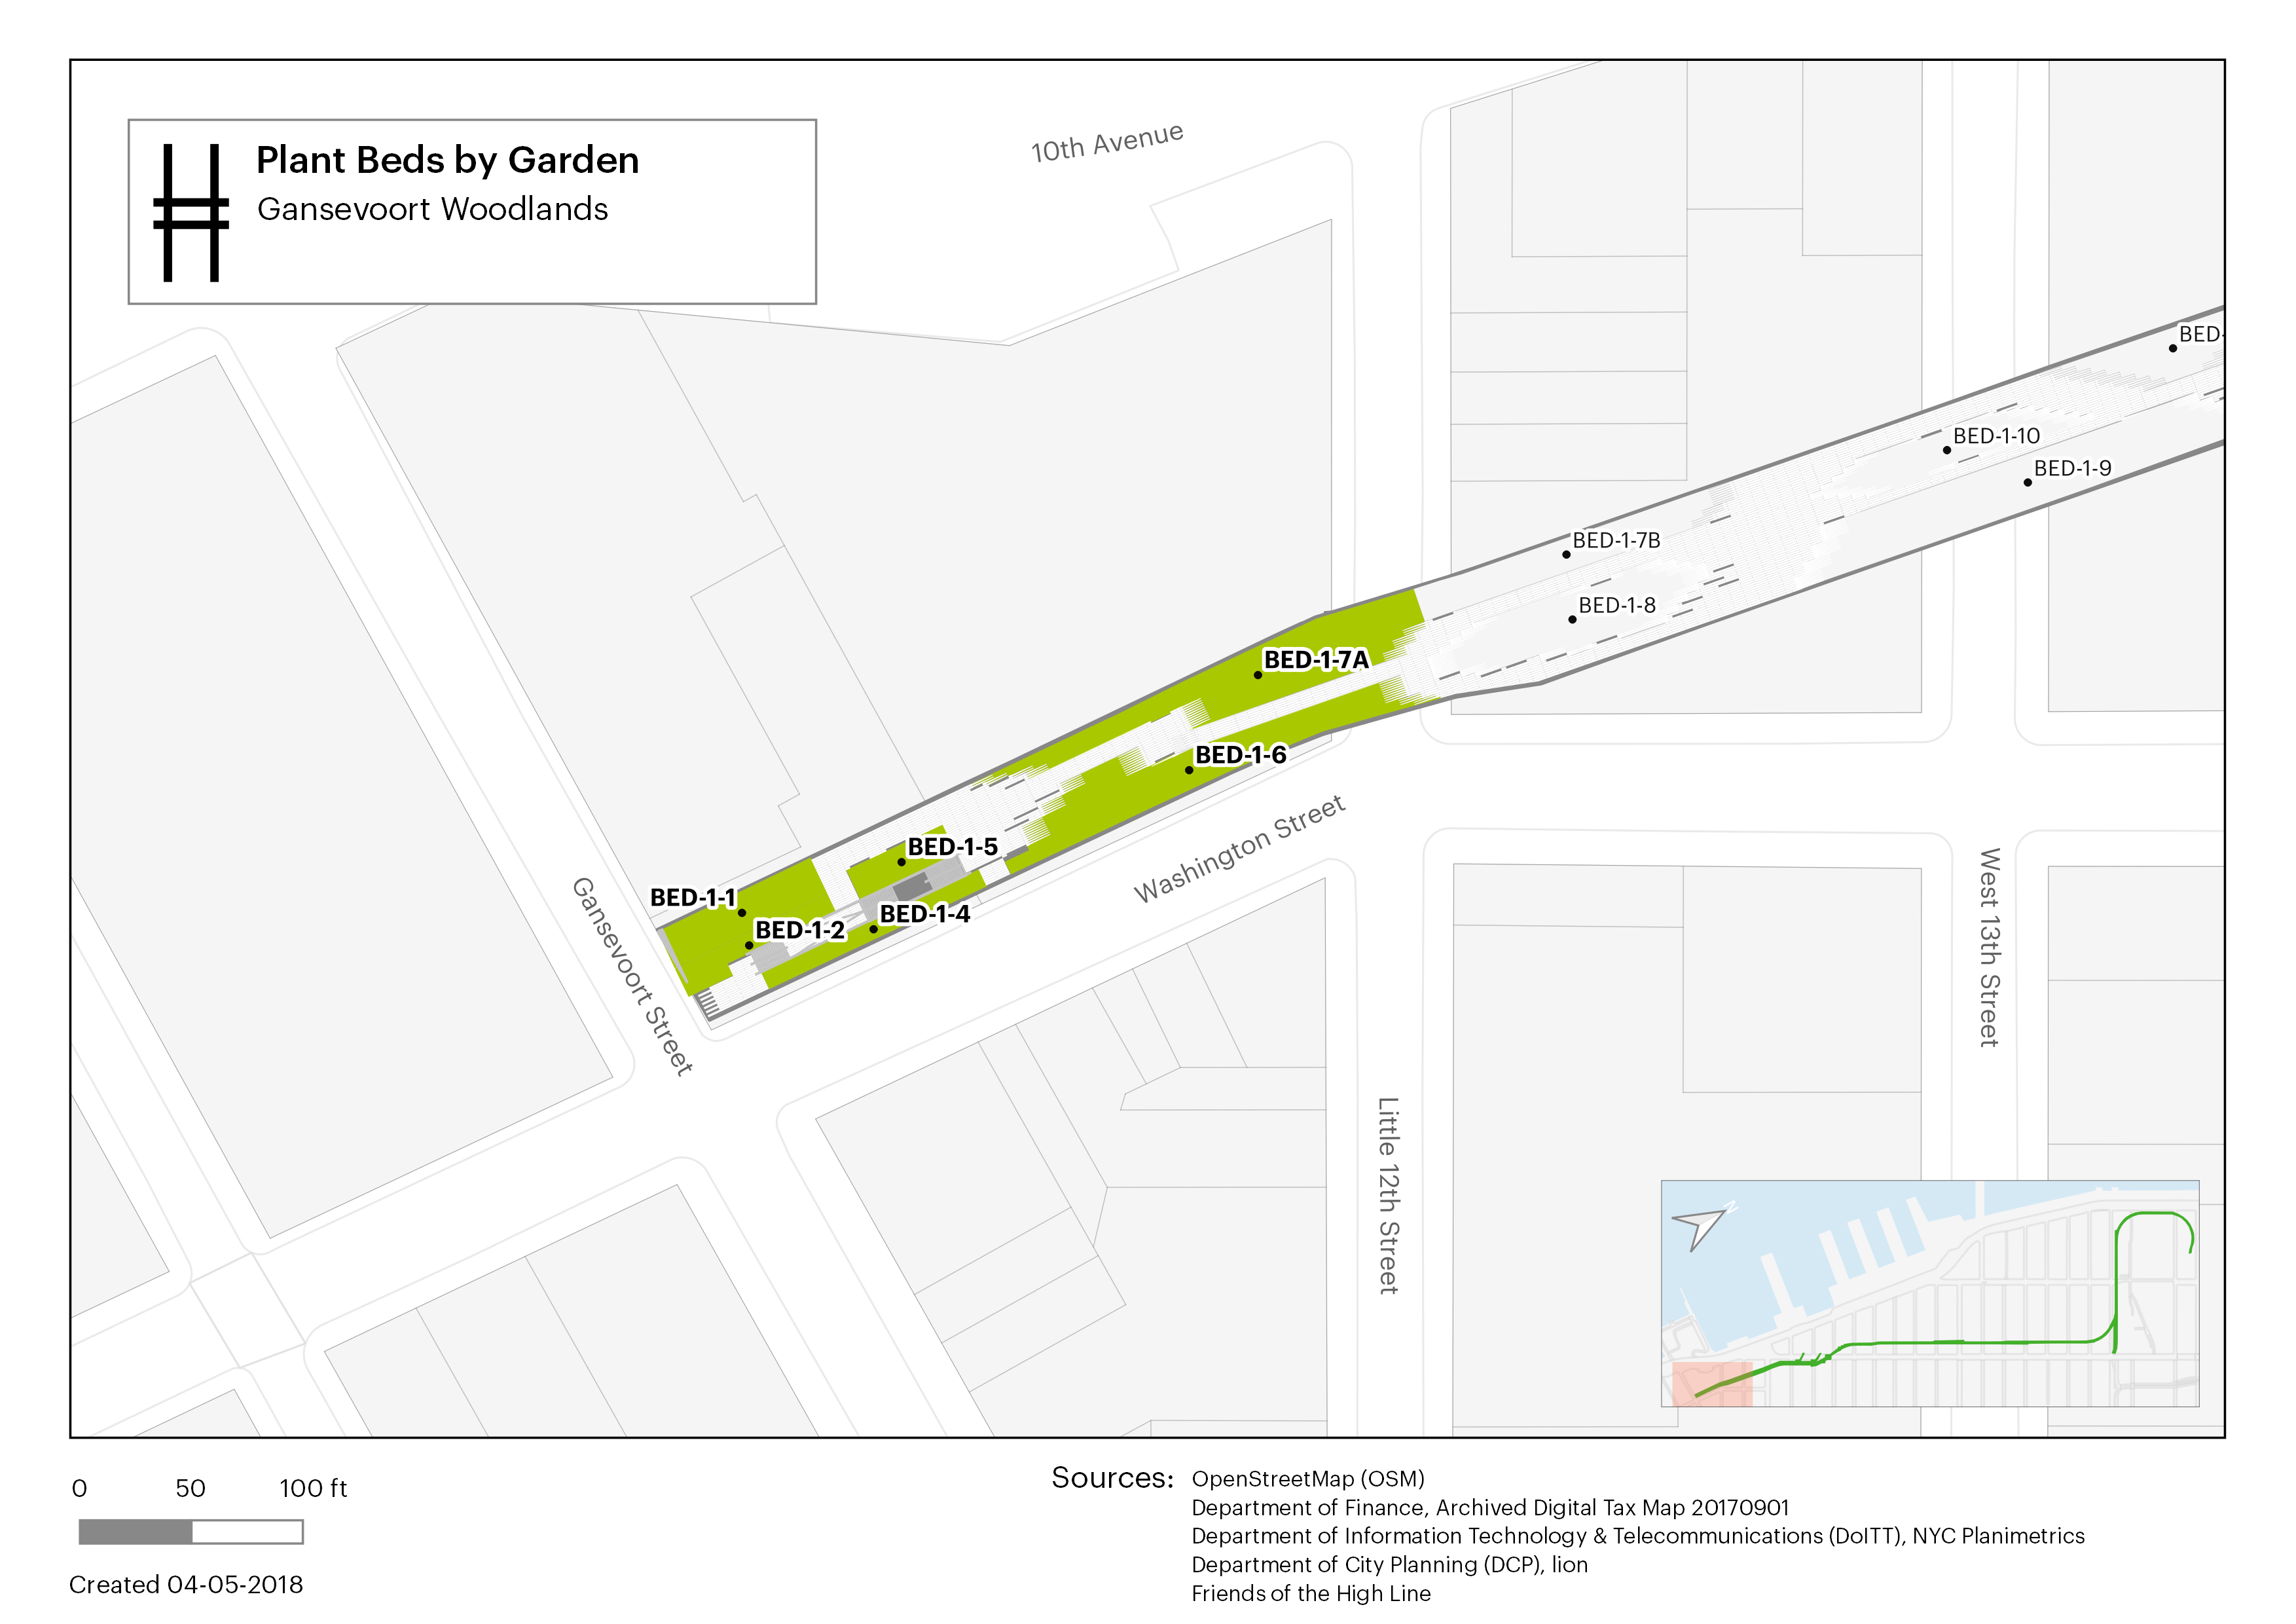 Plant Beds by Garden
Gansevoort Woodlands
10th Avenue
BED-
BED-1-10
BED-1-9
BED-1-7B
BED-1-8
BED-1-7A
BED-1-6
BED-1-5
BED-1-1
BED-1-4
BED-1-2
Washington Street
Gansevoort Street
West 13th Street
Little 12th Street
N
0 50 100 ft
Created 04-05-2018
Sources:
OpenStreetMap (OSM)
Department of Finance, Archived Digital Tax Map 20170901
Department of Information Technology & Telecommunications (DoITT), NYC Planimetrics
Department of City Planning (DCP), lion
Friends of the High Line